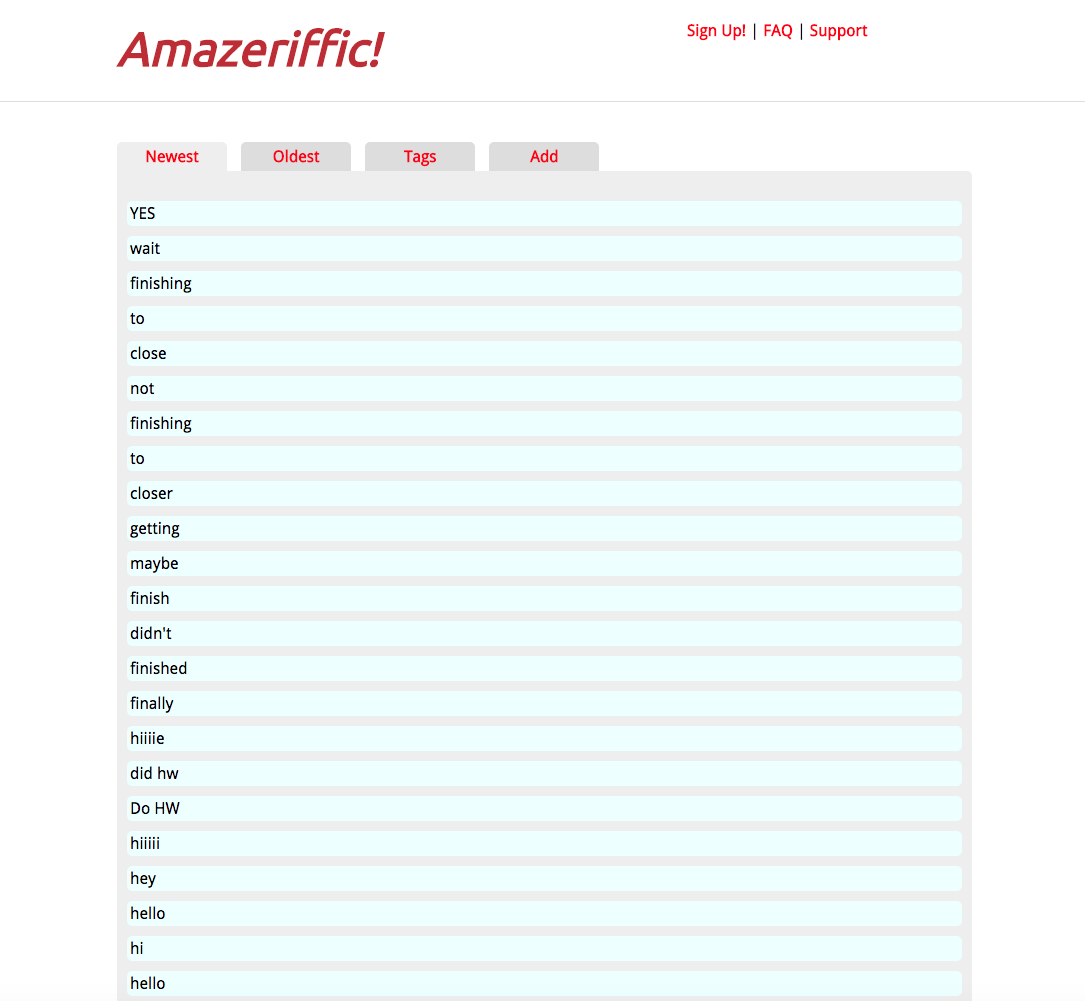 Amazeriffic!
Sign Up! | FAQ | Support
Newest
Oldest
Tags
Add
YES
wait
finishing
to
close
not
finishing
to
closer
getting
maybe
finish
didn't
finished
finally
hiiiie
did hw
Do HW
hiiiii
hey
hello
hi
hello